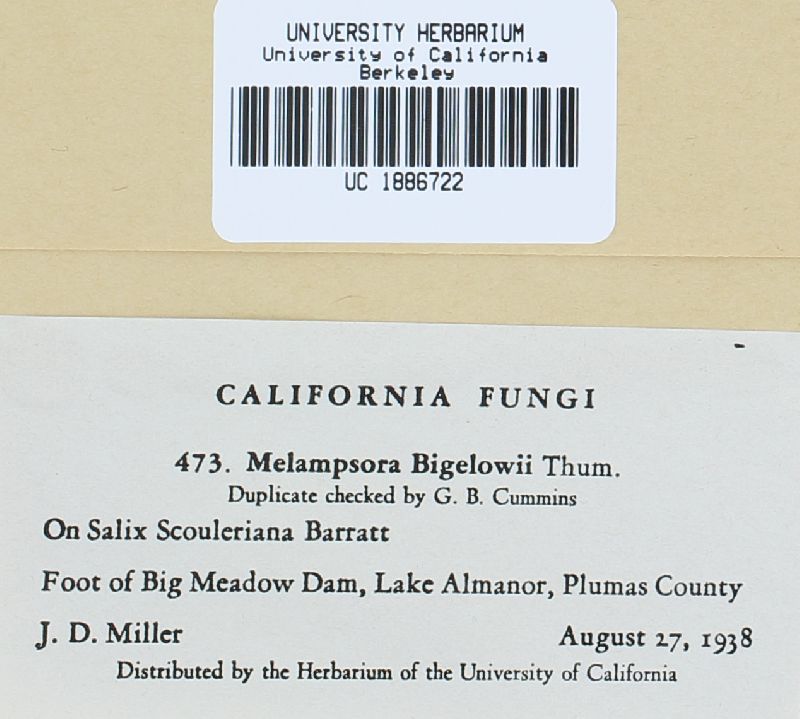 UNIVERSITY HERBARIUM
University of California
Berkeley
UC 1886722
CALIFORNIA FUNGI
473. Melampsora Bigelowii Thum.
Duplicate checked by G. B. Cummins
On Salix Scouleriana Barratt
Foot of Big Meadow Dam, Lake Almanor, Plumas County
J. D. Miller August 27, 1938
Distributed by the Herbarium of the University of California